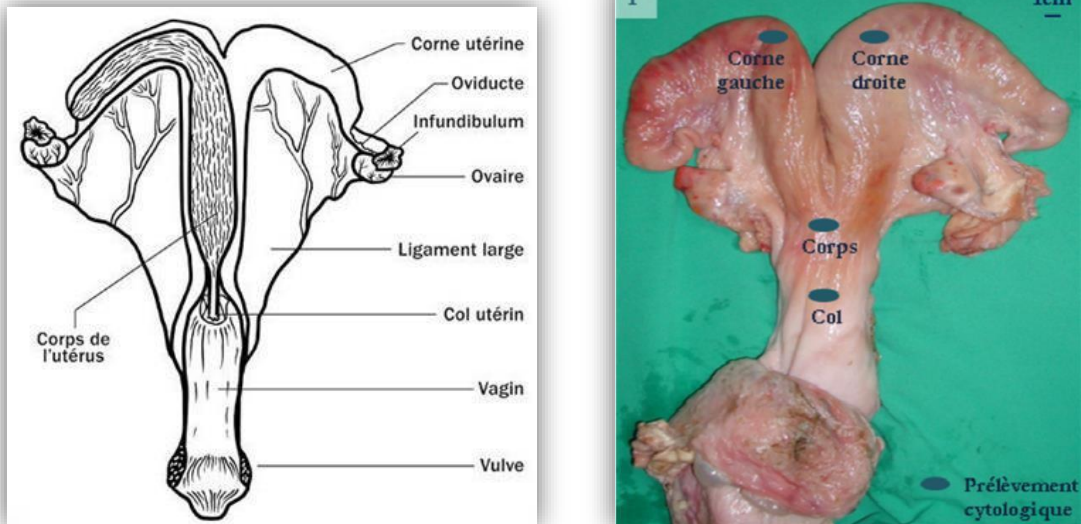 Corne utérine
Oviducte
Infundibulum
Ovaire
Ligament large
Col utérin
Corps de
l'utérus
Vagin
Vulve
1cm
Corne
gauche
Corne
droite
Corps
Col
Prélèvement
cytologique